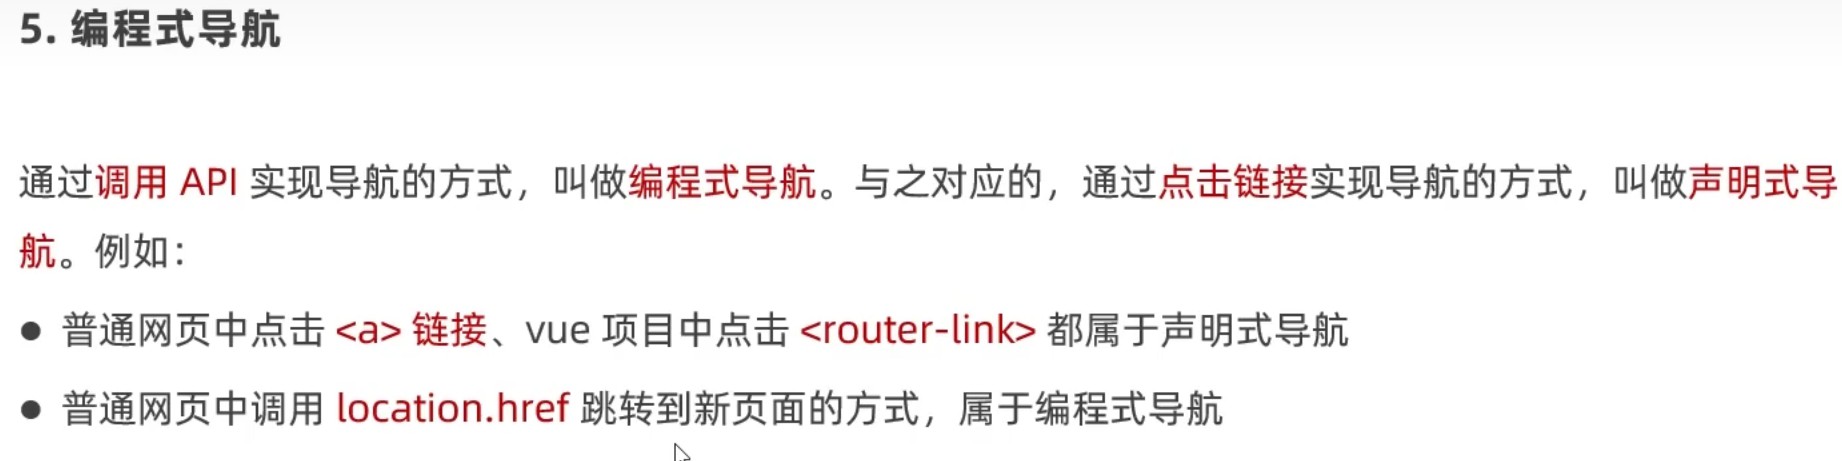 5. 编程式导航
通过调用 API 实现导航的方式，叫做编程式导航。与之对应的，通过点击链接实现导航的方式，叫做声明式导
航。例如：
● 普通网页中点击 <a> 链接、vue 项目中点击 <router-link> 都属于声明式导航
● 普通网页中调用 location.href 跳转到新页面的方式，属于编程式导航